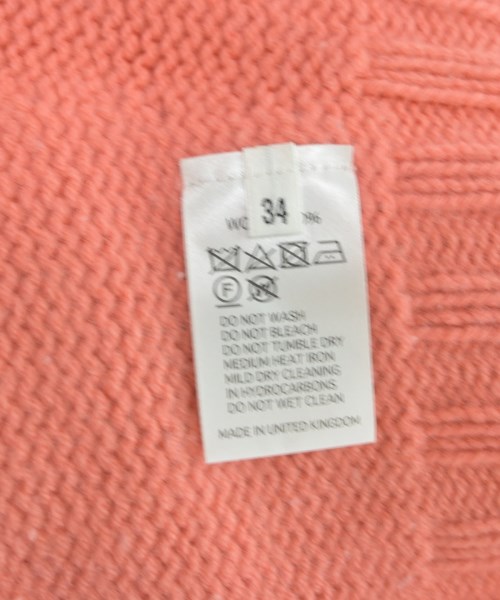 34
DO NOT WASH
DO NOT BLEACH
DO NOT TUMBLE DRY
MEDIUM HEAT IRON
MILD DRY CLEANING
IN HYDROCARBONS
DO NOT WET CLEAN
MADE IN UNITED KINGDOM